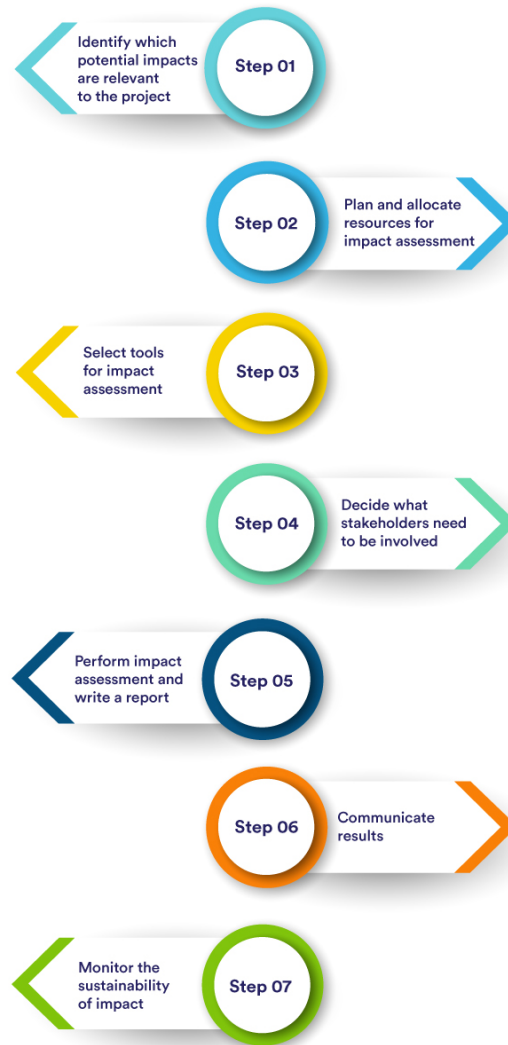 Step 01
Identify which
potential impacts
are relevant
to the project
Step 02
Plan and allocate
resources for
impact assessment
Step 03
Select tools
for impact
assessment
Step 04
Decide what
stakeholders need
to be involved
Step 05
Perform impact
assessment and
write a report
Step 06
Communicate
results
Step 07
Monitor the
sustainability
of impact